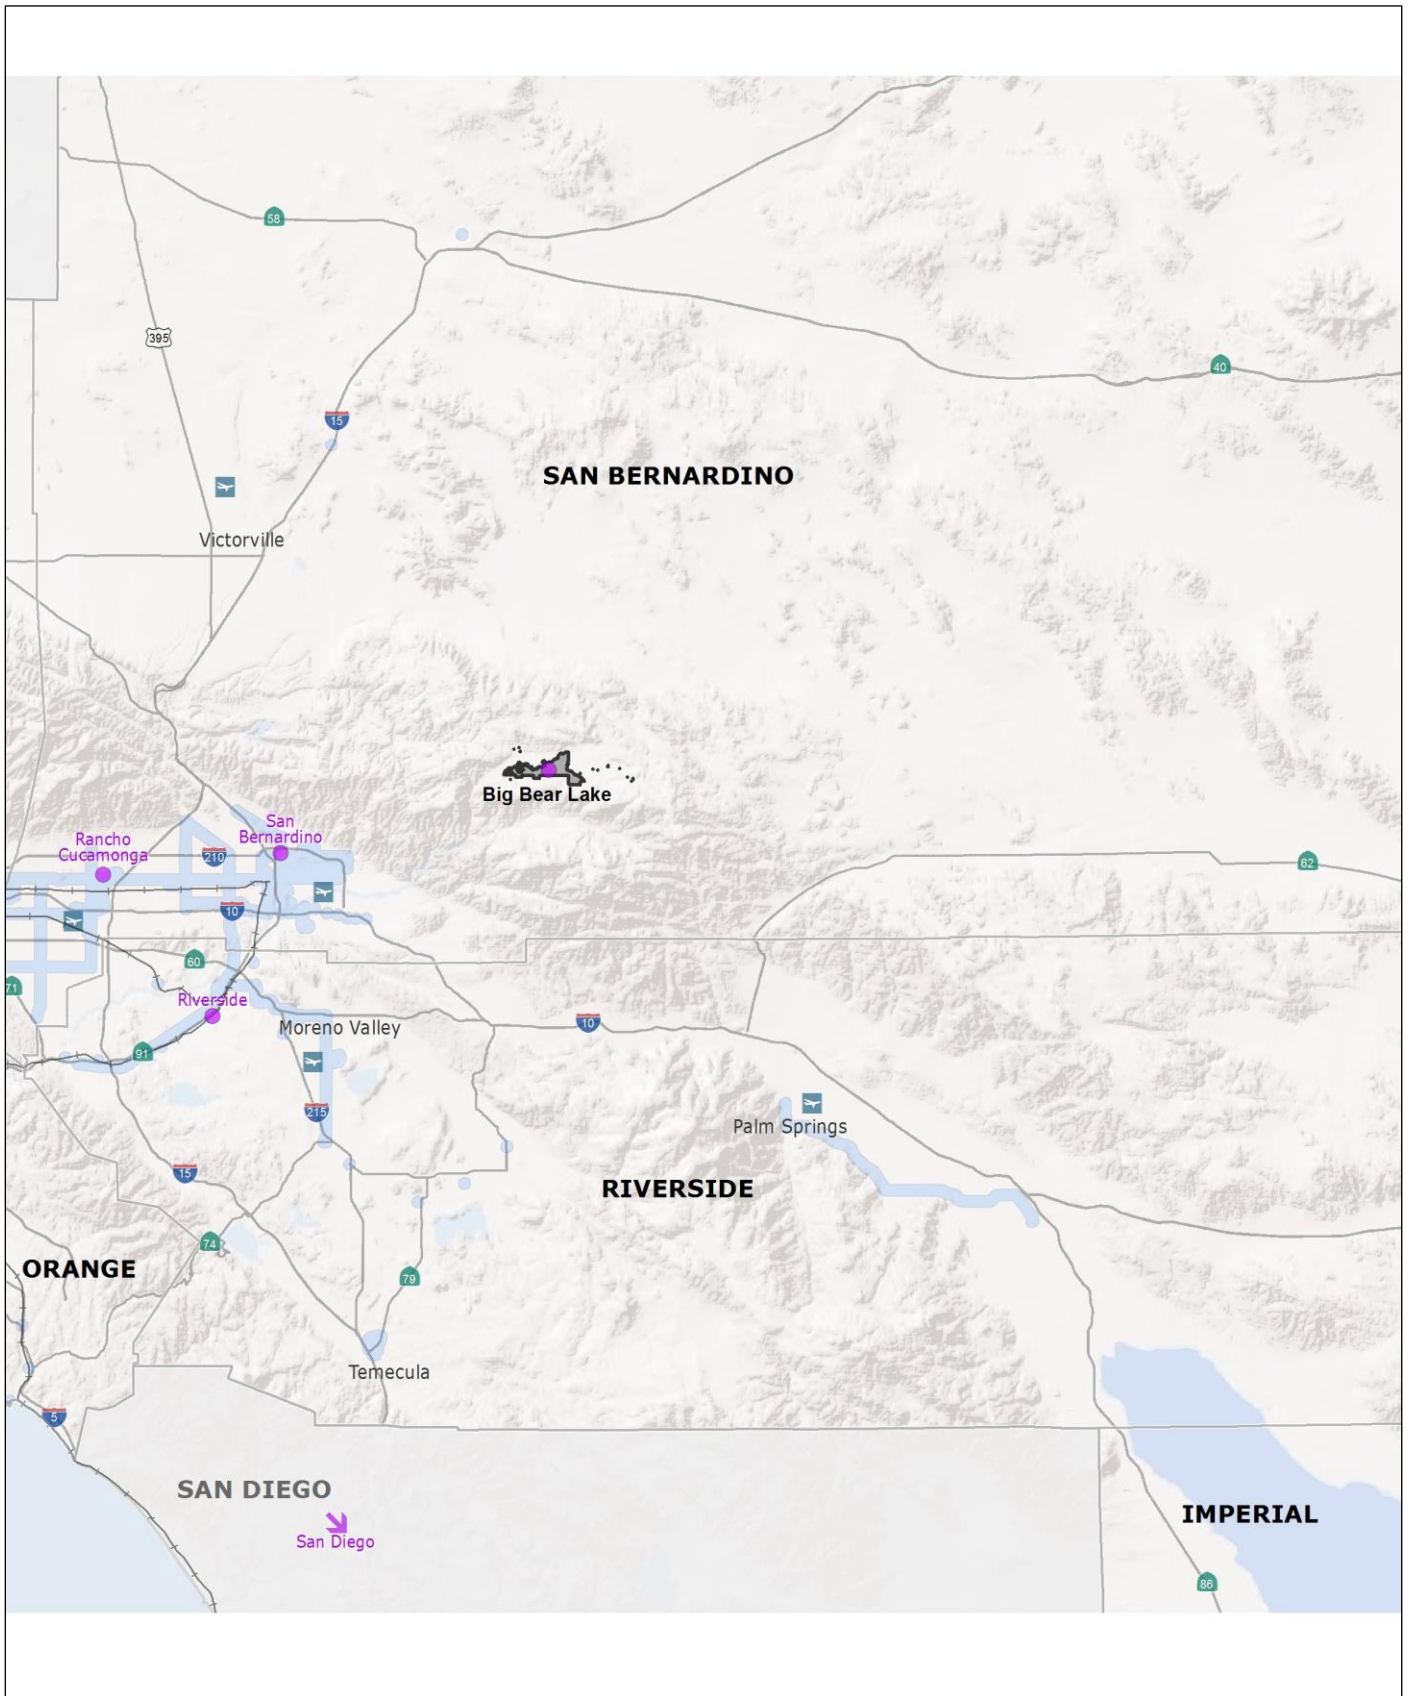 58
395
40
15
SAN BERNARDINO
Victorville
Big Bear Lake
San
Bernardino
Rancho
Cucamonga
210
62
10
60
71
Riverside
10
Moreno Valley
91
215
Palm Springs
15
RIVERSIDE
74
ORANGE
79
Temecula
5
SAN DIEGO
San Diego
IMPERIAL
86